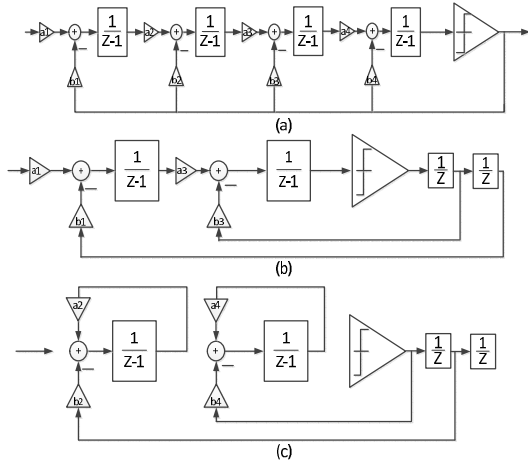 a1 1 a2 1 a3 1 a4 1
Z-1 Z-1 Z-1 Z-1
b1 b2 b3 b4
(a)
a1 1 a3 1 1 1
Z-1 Z-1 Z Z
b1 b3
(b)
a2 a4
1 1 1 1
Z-1 Z-1 Z Z
b2 b4
(c)